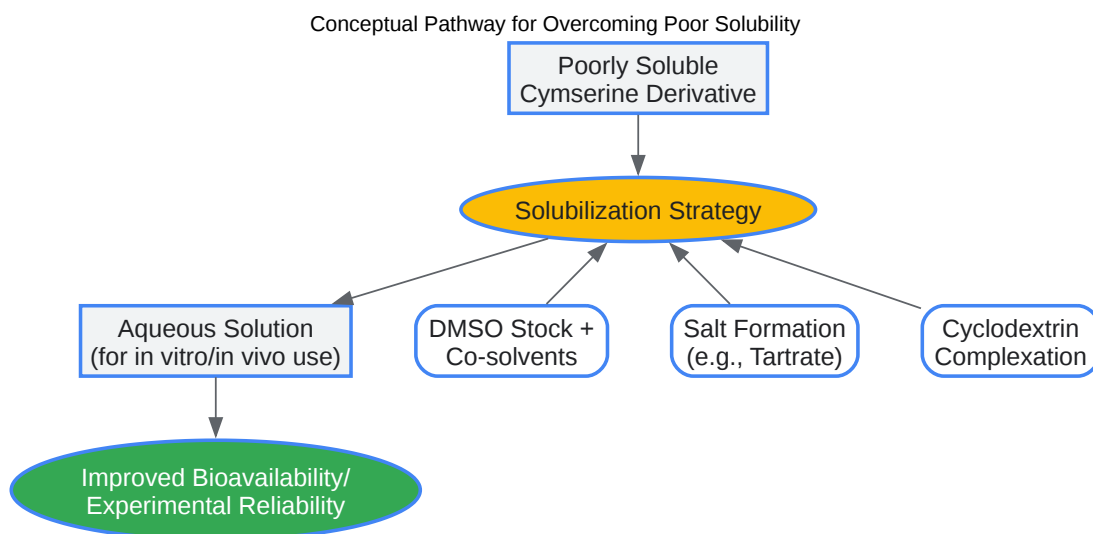 Conceptual Pathway for Overcoming Poor Solubility
Poorly Soluble
Cymserine Derivative
Solubilization Strategy
Aqueous Solution
(for in vitro/in vivo use)
DMSO Stock +
Co-solvents
Salt Formation
(e.g., Tartrate)
Cyclodextrin
Complexation
Improved Bioavailability/
Experimental Reliability